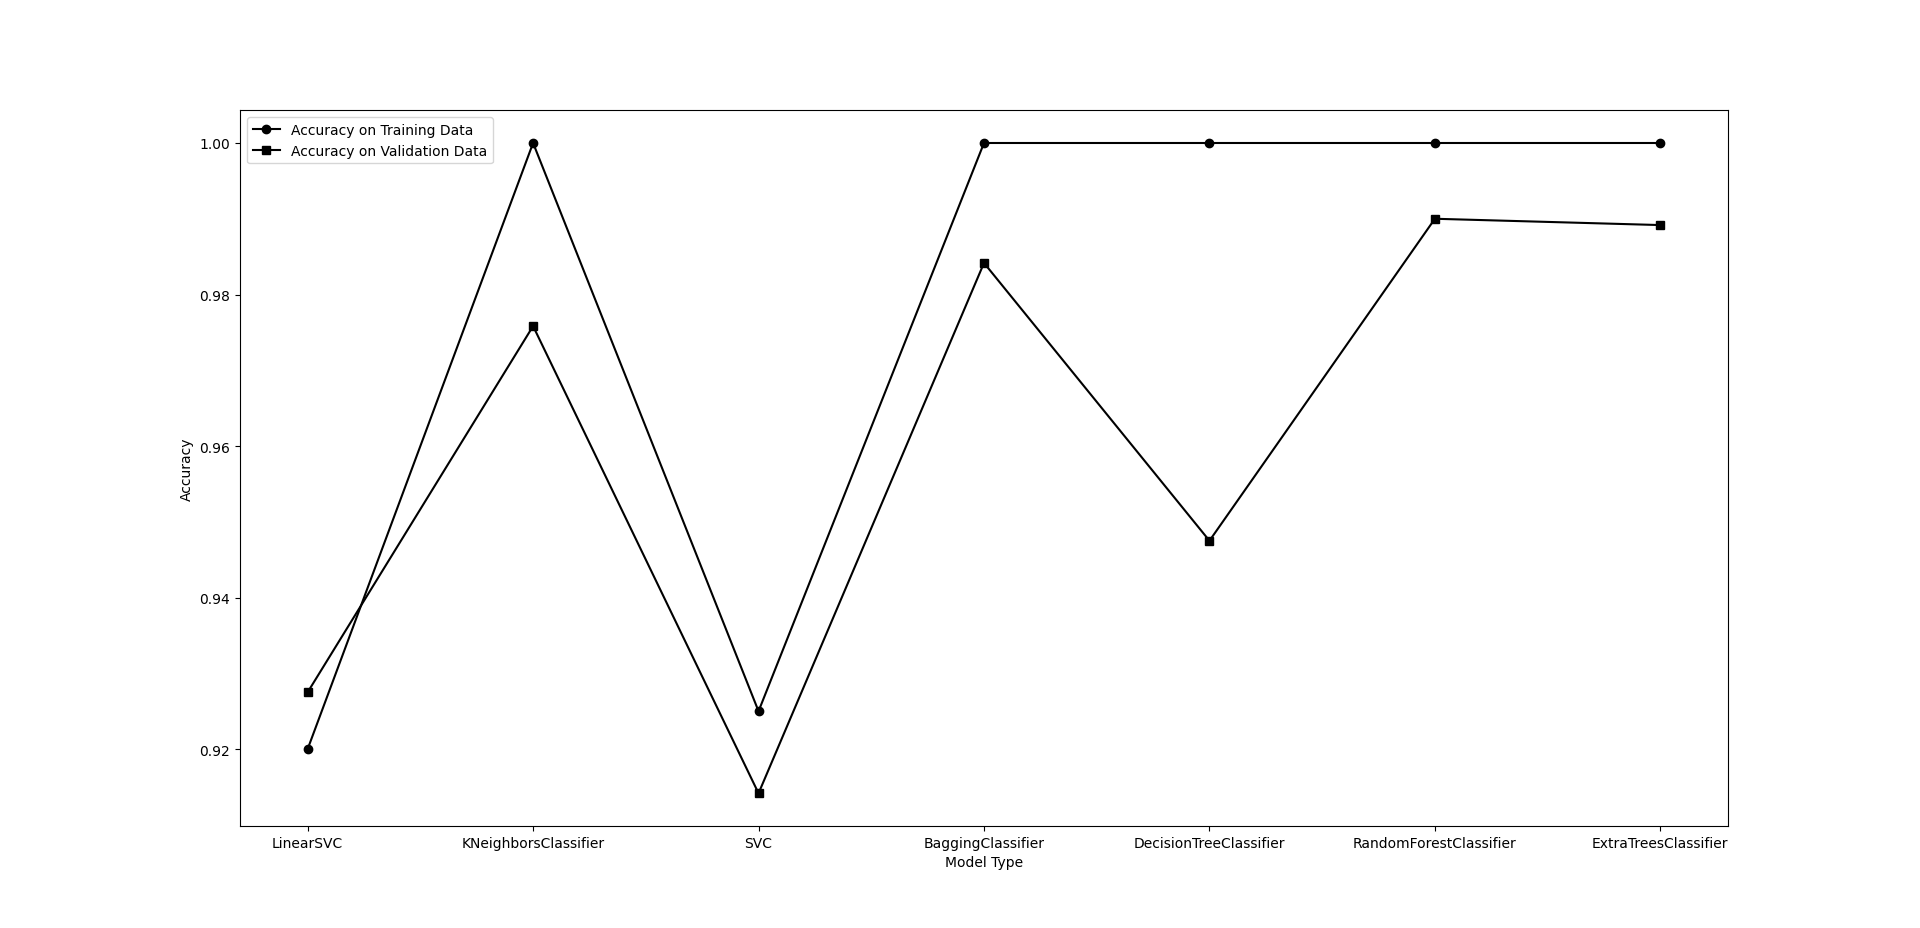 Accuracy on Training Data
Accuracy on Validation Data
1.00
0.98
0.96
0.94
0.92
Accuracy
LinearSVC KNeighborsClassifier SVC BaggingClassifier DecisionTreeClassifier RandomForestClassifier ExtraTreesClassifier
Model Type